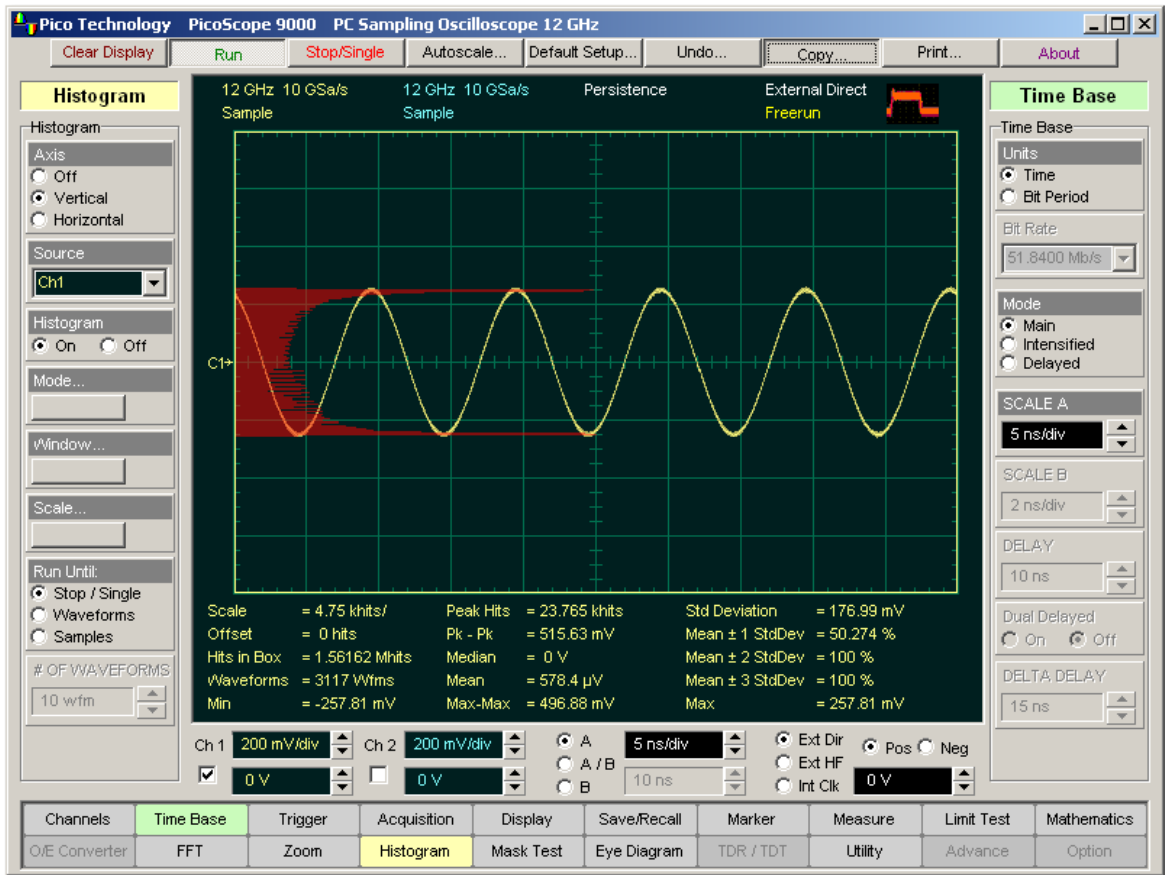 Pico Technology PicoScope 9000 PC Sampling Oscilloscope 12 GHz
Clear Display Run Stop/Single Autoscale... Default Setup... Undo... Copy... Print... About
Histogram
Histogram
Axis
Off
Vertical
Horizontal
Source
Ch1
Histogram
On Off
Mode...
Window...
Scale...
Run Until:
Stop / Single
Waveforms
Samples
# OF WAVEFORMS
10 wfm
12 GHz 10 GSa/s 12 GHz 10 GSa/s Persistence External Direct
Sample Sample Freerun
C1
Scale = 4.75 khits/ Peak Hits = 23.765 khits Std Deviation = 176.99 mV
Offset = 0 hits Pk - Pk = 515.63 mV Mean ± 1 StdDev = 50.274 %
Hits in Box = 1.56162 Mhits Median = 0 V Mean ± 2 StdDev = 100 %
Waveforms = 3117 Wfms Mean = 578.4 µV Mean ± 3 StdDev = 100 %
Min = -257.81 mV Max-Max = 496.88 mV Max = 257.81 mV
Time Base
Time Base
Units
Time
Bit Period
Bit Rate
51.8400 Mb/s
Mode
Main
Intensified
Delayed
SCALE A
5 ns/div
SCALE B
2 ns/div
DELAY
10 ns
Dual Delayed
On Off
DELTA DELAY
15 ns
Ch 1 200 mV/div Ch 2 200 mV/div A 5 ns/div Ext Dir Pos Neg
A / B Ext HF
0 V 0 V B 10 ns Int Clk 0 V
Channels Time Base Trigger Acquisition Display Save/Recall Marker Measure Limit Test Mathematics
O/E Converter FFT Zoom Histogram Mask Test Eye Diagram TDR / TDT Utility Advance Option